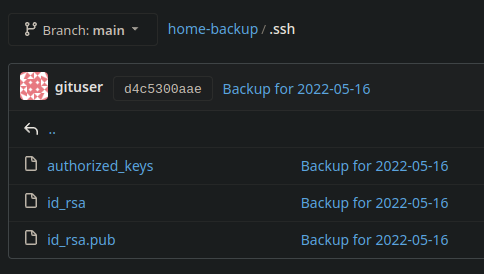 Branch: main
home-backup / .ssh
gituser d4c5300aae Backup for 2022-05-16
..
authorized_keys Backup for 2022-05-16
id_rsa Backup for 2022-05-16
id_rsa.pub Backup for 2022-05-16